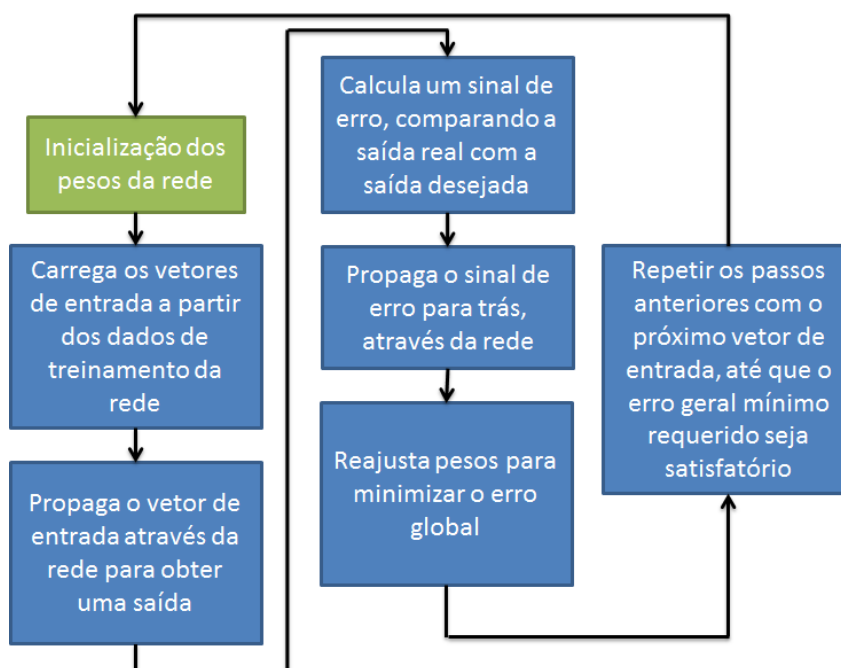 Inicialização dos
pesos da rede
Carrega os vetores
de entrada a partir
dos dados de
treinamento da
rede
Propaga o vetor de
entrada através da
rede para obter
uma saída
Calcula um sinal de
erro, comparando a
saída real com a
saída desejada
Propaga o sinal de
erro para trás,
através da rede
Reajusta pesos para
minimizar o erro
global
Repetir os passos
anteriores com o
próximo vetor de
entrada, até que o
erro geral mínimo
requerido seja
satisfatório